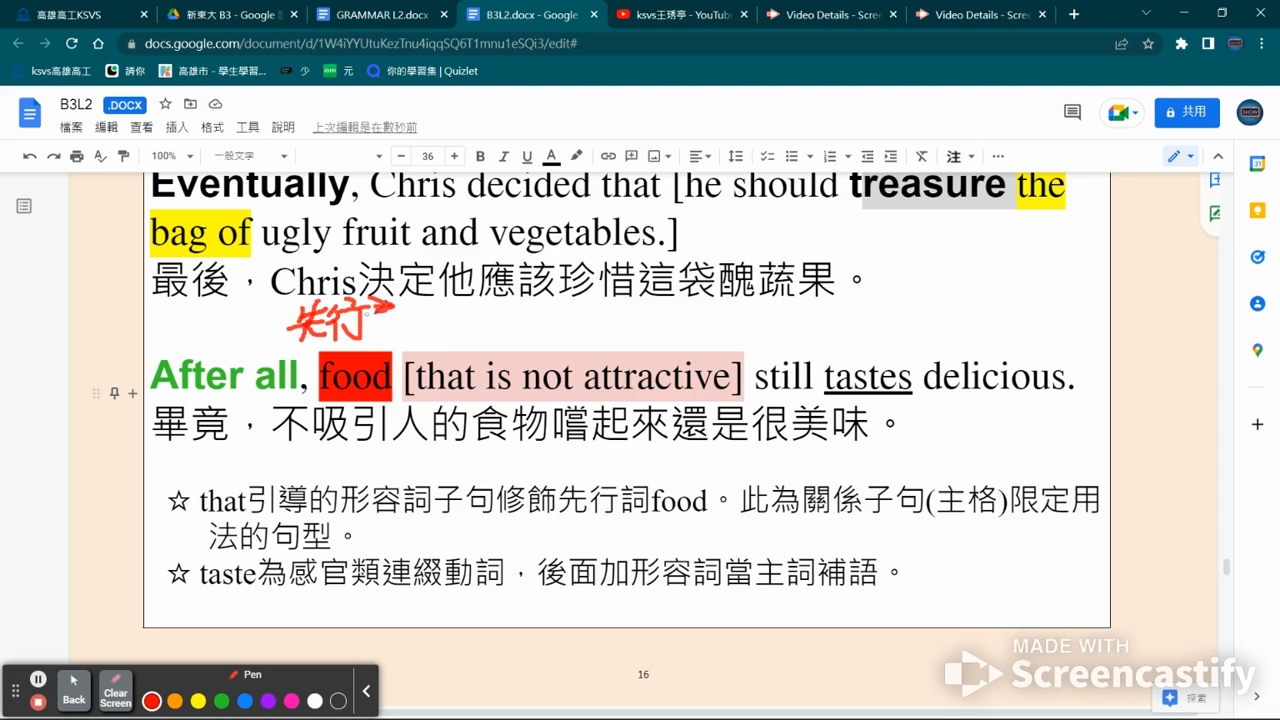 ksvs高雄高工KSVS
新東大 B3 - Google
GRAMMAR L2.docx
B3L2.docx - Google
ksvs王琇亭 - YouTube
Video Details - Scree
Video Details - Scree
docs.google.com/document/d/1W4iYYUtuKezTnu4iqqSQ6T1mnu1eSQi3/edit#
ksvs高雄高工 請你 高雄市 - 學生學習... 少 元 你的學習集 | Quizlet
B3L2 .DOCX
共用
檔案 編輯 查看 插入 格式 工具 說明 上次編輯是在數秒前
100% 一般文字 36 B I U A 注
Eventually, Chris decided that [he should treasure the
bag of ugly fruit and vegetables.]
最後，Chris決定他應該珍惜這袋醜蔬果。
先行
After all, food [that is not attractive] still tastes delicious.
畢竟，不吸引人的食物嚐起來還是很美味。
☆ that引導的形容詞子句修飾先行詞food。此為關係子句(主格)限定用
法的句型。
☆ taste為感官類連綴動詞，後面加形容詞當主詞補語。
16
MADE WITH
Screencastify
Pen
Back
Clear
Screen
探索